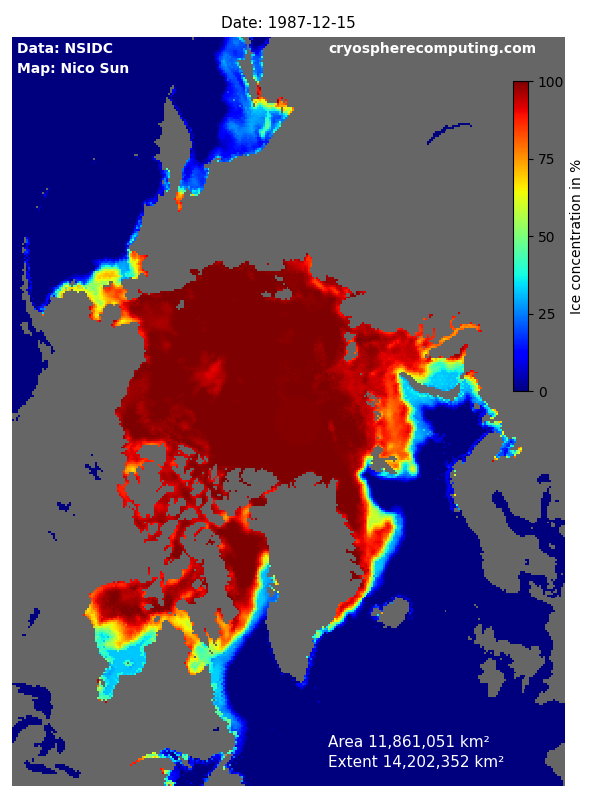 Date: 1987-12-15
Data: NSIDC
Map: Nico Sun
cryospherecomputing.com
100
75
50
25
0
Ice concentration in %
Area 11,861,051 km²
Extent 14,202,352 km²